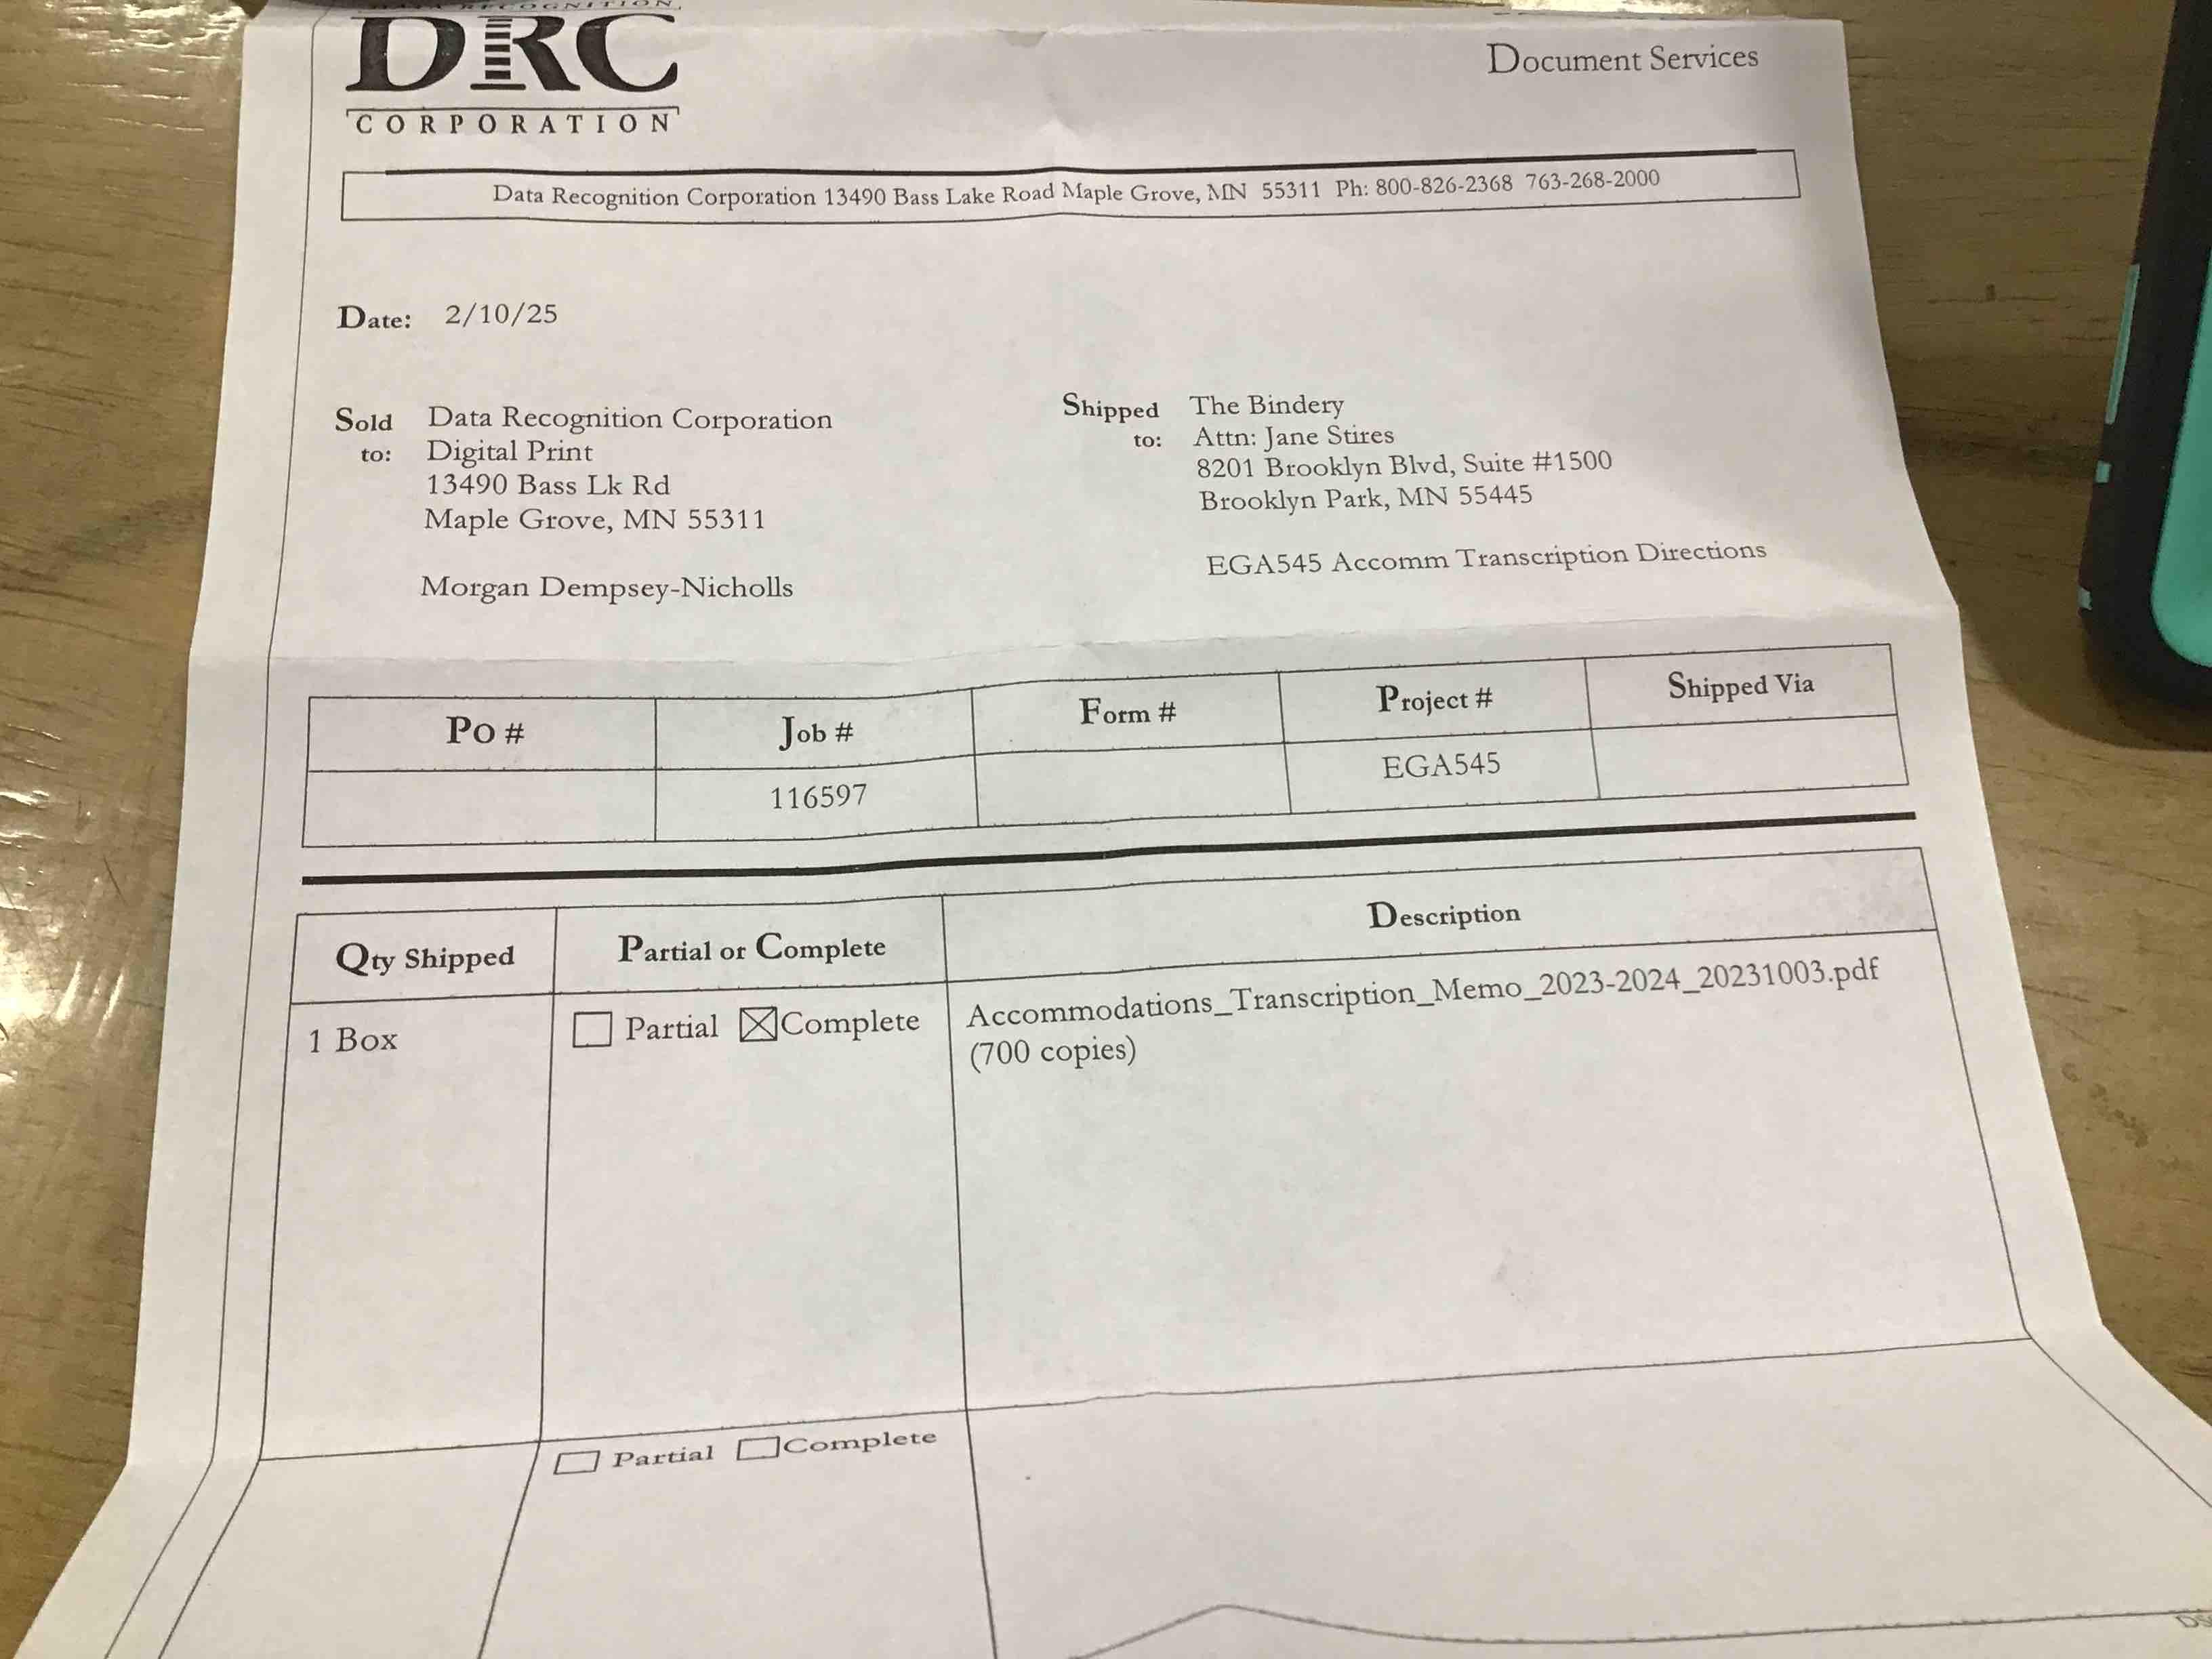 DATA RECOGNITION
DRC
CORPORATION
Document Services
Data Recognition Corporation 13490 Bass Lake Road Maple Grove, MN 55311 Ph: 800-826-2368 763-268-2000
Date: 2/10/25
Sold to:
Data Recognition Corporation
Digital Print
13490 Bass Lk Rd
Maple Grove, MN 55311
Morgan Dempsey-Nicholls
Shipped to:
The Bindery
Attn: Jane Stires
8201 Brooklyn Blvd, Suite #1500
Brooklyn Park, MN 55445
EGA545 Accomm Transcription Directions
PO # Job # Form # Project # Shipped Via
116597 EGA545
Qty Shipped Partial or Complete Description
1 Box Partial Complete Accommodations_Transcription_Memo_2023-2024_20231003.pdf
(700 copies)
Partial Complete